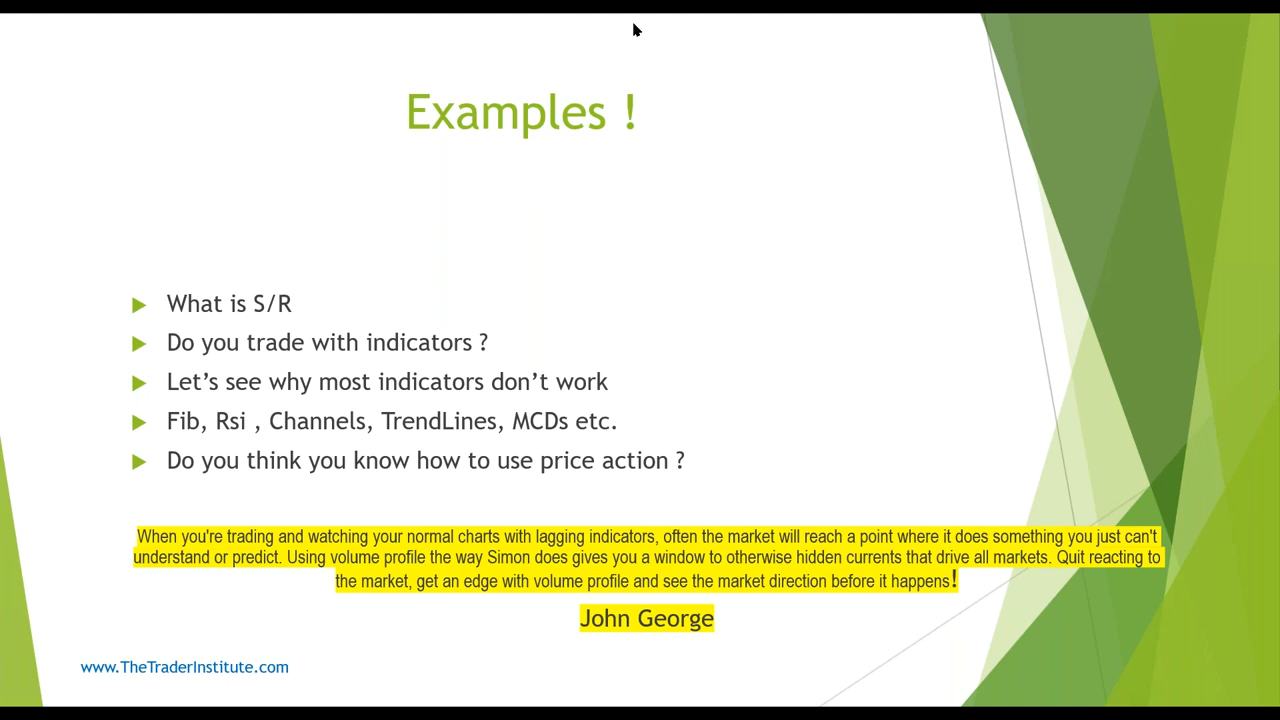 Examples !
What is S/R
Do you trade with indicators ?
Let’s see why most indicators don’t work
Fib, Rsi , Channels, TrendLines, MCDs etc.
Do you think you know how to use price action ?
When you're trading and watching your normal charts with lagging indicators, often the market will reach a point where it does something you just can't
understand or predict. Using volume profile the way Simon does gives you a window to otherwise hidden currents that drive all markets. Quit reacting to
the market, get an edge with volume profile and see the market direction before it happens!
John George
www.TheTraderInstitute.com